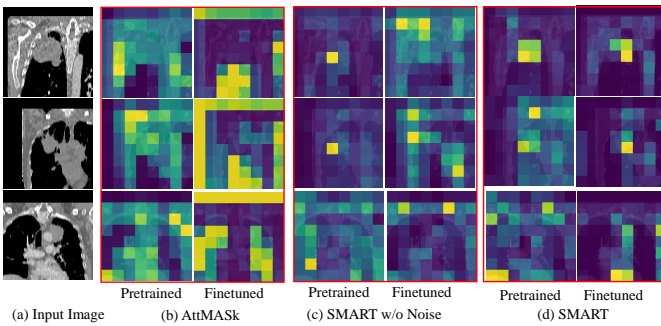 Pretrained Finetuned Pretrained Finetuned Pretrained Finetuned
(a) Input Image (b) AttMASk (c) SMART w/o Noise (d) SMART